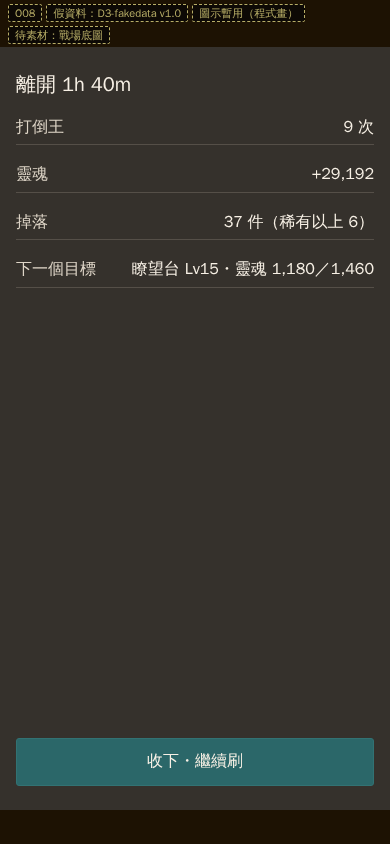 008 假資料：D3-fakedata v1.0 圖示暫用（程式畫）
待素材：戰場底圖
離開 1h 40m
打倒王 9 次
靈魂 +29,192
掉落 37 件（稀有以上 6）
下一個目標 瞭望台 Lv15・靈魂 1,180／1,460
收下・繼續刷